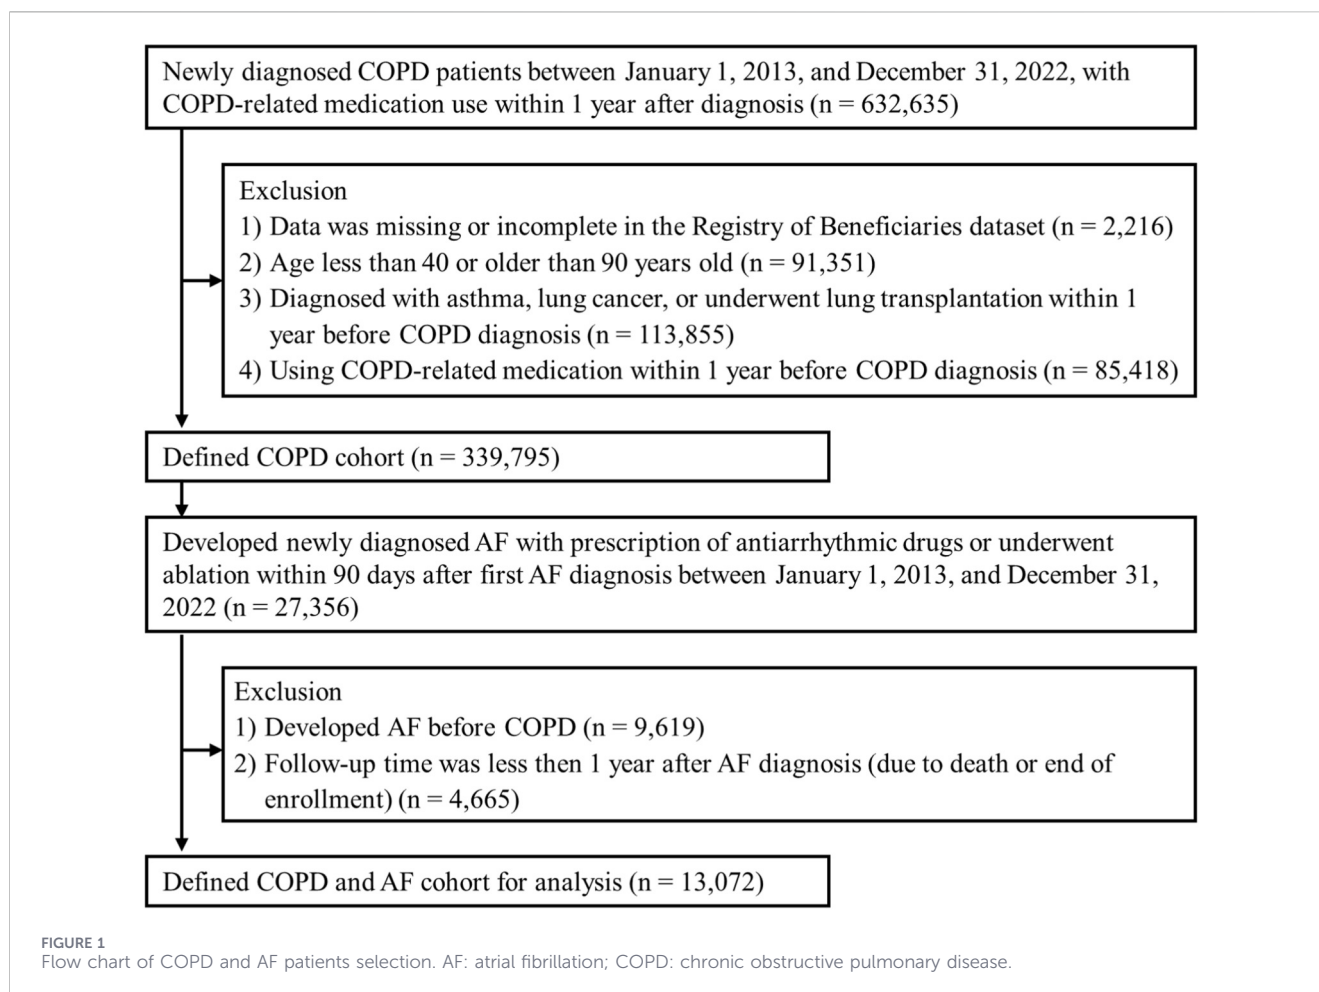 Newly diagnosed COPD patients between January 1, 2013, and December 31, 2022, with
COPD-related medication use within 1 year after diagnosis (n = 632,635)
Exclusion
1) Data was missing or incomplete in the Registry of Beneficiaries dataset (n = 2,216)
2) Age less than 40 or older than 90 years old (n = 91,351)
3) Diagnosed with asthma, lung cancer, or underwent lung transplantation within 1
year before COPD diagnosis (n = 113,855)
4) Using COPD-related medication within 1 year before COPD diagnosis (n = 85,418)
Defined COPD cohort (n = 339,795)
Developed newly diagnosed AF with prescription of antiarrhythmic drugs or underwent
ablation within 90 days after first AF diagnosis between January 1, 2013, and December 31,
2022 (n = 27,356)
Exclusion
1) Developed AF before COPD (n = 9,619)
2) Follow-up time was less then 1 year after AF diagnosis (due to death or end of
enrollment) (n = 4,665)
Defined COPD and AF cohort for analysis (n = 13,072)
FIGURE 1
Flow chart of COPD and AF patients selection. AF: atrial fibrillation; COPD: chronic obstructive pulmonary disease.